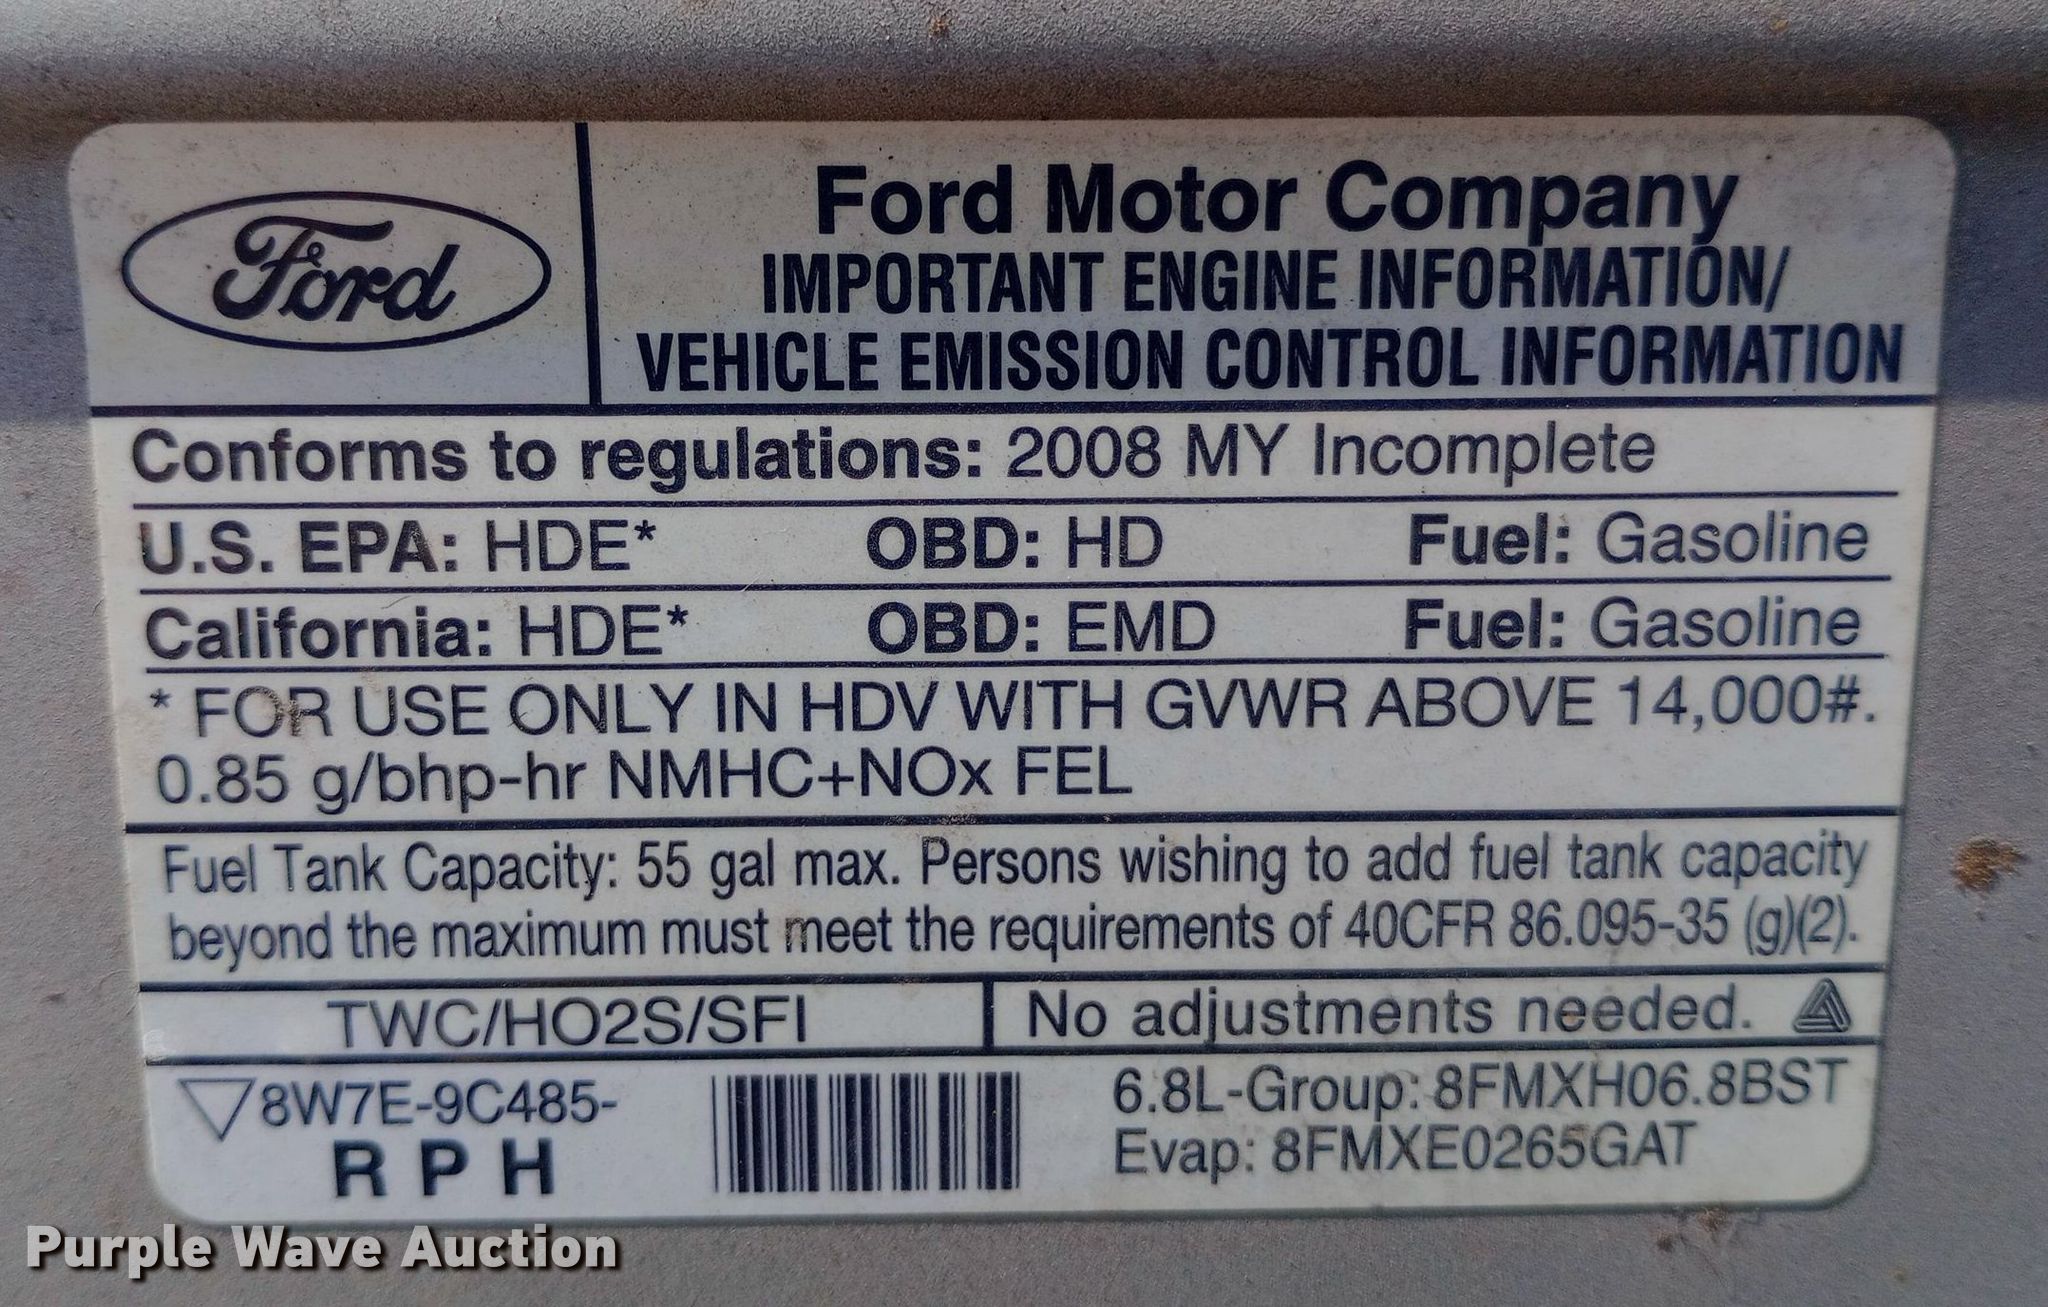 Ford
Ford Motor Company
IMPORTANT ENGINE INFORMATION/
VEHICLE EMISSION CONTROL INFORMATION
Conforms to regulations: 2008 MY Incomplete
U.S. EPA: HDE* OBD: HD Fuel: Gasoline
California: HDE* OBD: EMD Fuel: Gasoline
* FOR USE ONLY IN HDV WITH GVWR ABOVE 14,000#.
0.85 g/bhp-hr NMHC+NOx FEL
Fuel Tank Capacity: 55 gal max. Persons wishing to add fuel tank capacity
beyond the maximum must meet the requirements of 40CFR 86.095-35 (g)(2).
TWC/HO2S/SFI No adjustments needed.
8W7E-9C485-
R P H
6.8L-Group: 8FMXH06.8BST
Evap: 8FMXE0265GAT
Purple Wave Auction